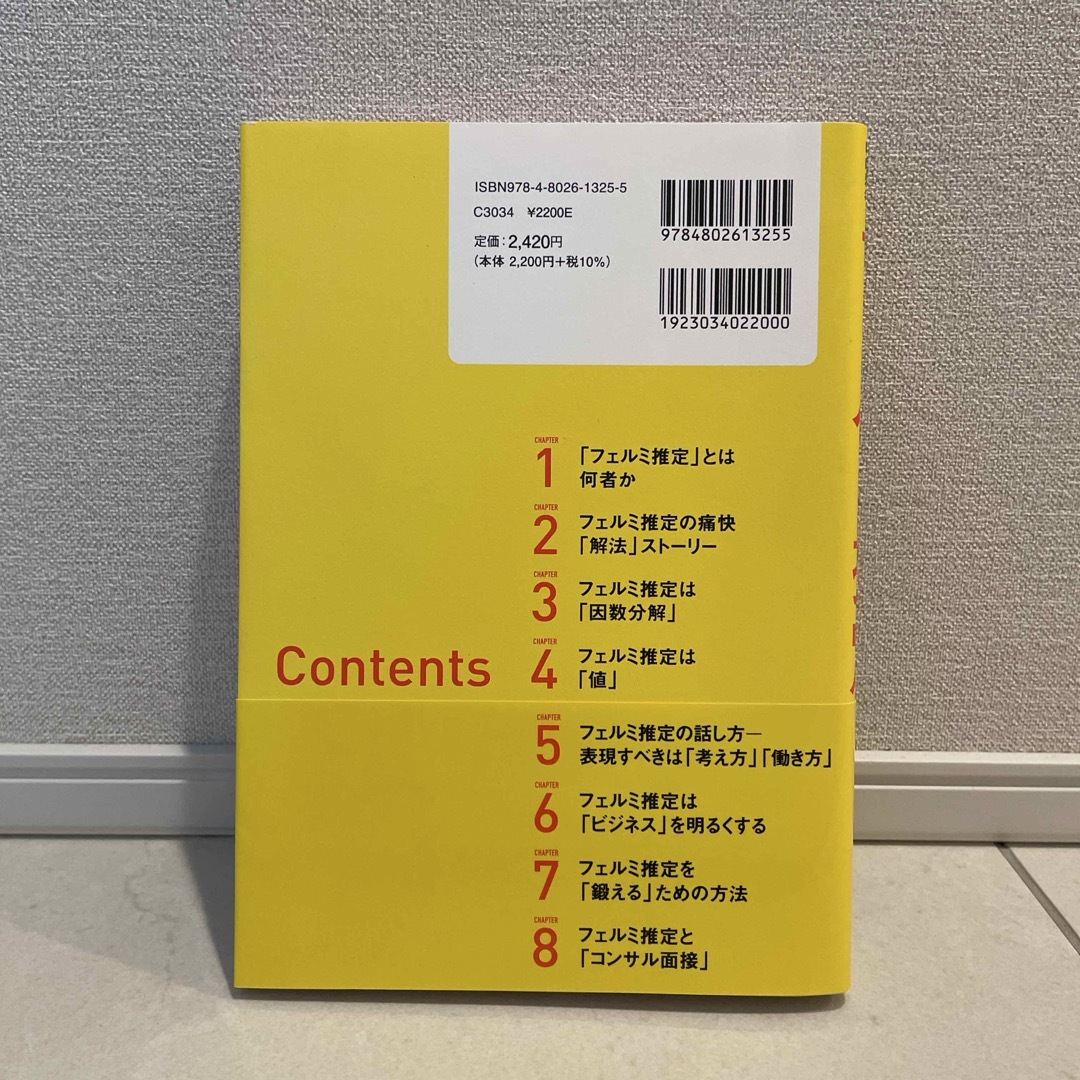 ISBN978-4-8026-1325-5
C3034 ¥2200E
定価：2,420円
（本体 2,200円＋税10％）
9784802613255
1923034022000
Contents
CHAPTER
1
「フェルミ推定」とは
何者か
CHAPTER
2
フェルミ推定の痛快
「解法」ストーリー
CHAPTER
3
フェルミ推定は
「因数分解」
CHAPTER
4
フェルミ推定は
「値」
CHAPTER
5
フェルミ推定の話し方―
表現すべきは「考え方」「働き方」
CHAPTER
6
フェルミ推定は
「ビジネス」を明るくする
CHAPTER
7
フェルミ推定を
「鍛える」ための方法
CHAPTER
8
フェルミ推定と
「コンサル面接」